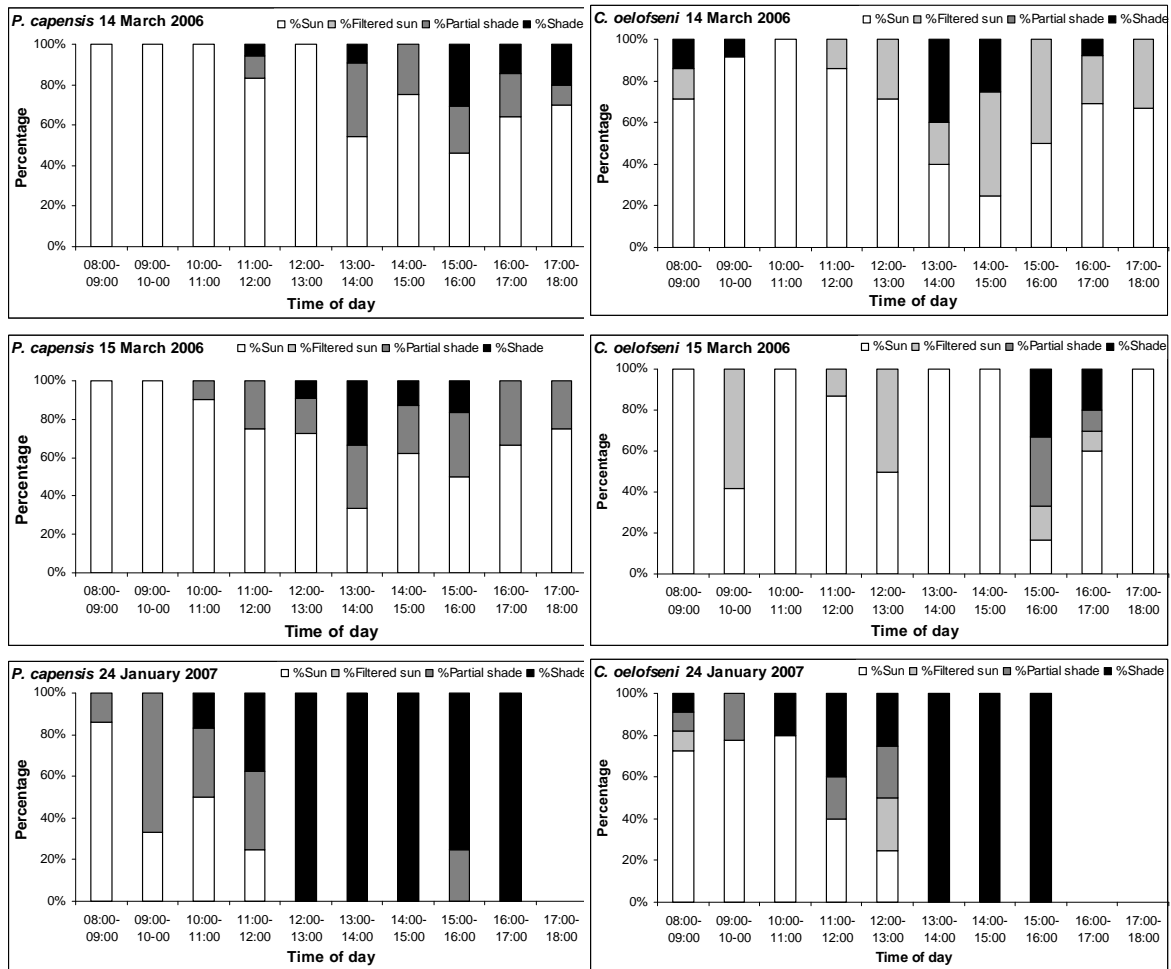 P. capensis 14 March 2006 %Sun %Filtered sun %Partial shade %Shade
100%
80%
60%
40%
20%
0%
Percentage
08:00- 09:00- 10:00- 11:00- 12:00- 13:00- 14:00- 15:00- 16:00- 17:00-
09:00 10-00 11:00 12:00 13:00 14:00 15:00 16:00 17:00 18:00
Time of day
C. oelofseni 14 March 2006 %Sun %Filtered sun %Partial shade %Shade
100%
80%
60%
40%
20%
0%
Percentage
08:00- 09:00- 10:00- 11:00- 12:00- 13:00- 14:00- 15:00- 16:00- 17:00-
09:00 10-00 11:00 12:00 13:00 14:00 15:00 16:00 17:00 18:00
Time of day
P. capensis 15 March 2006 %Sun %Filtered sun %Partial shade %Shade
100%
80%
60%
40%
20%
0%
Percentage
08:00- 09:00- 10:00- 11:00- 12:00- 13:00- 14:00- 15:00- 16:00- 17:00-
09:00 10-00 11:00 12:00 13:00 14:00 15:00 16:00 17:00 18:00
Time of day
C. oelofseni 15 March 2006 %Sun %Filtered sun %Partial shade %Shade
100%
80%
60%
40%
20%
0%
Percentage
08:00- 09:00- 10:00- 11:00- 12:00- 13:00- 14:00- 15:00- 16:00- 17:00-
09:00 10-00 11:00 12:00 13:00 14:00 15:00 16:00 17:00 18:00
Time of day
P. capensis 24 January 2007 %Sun %Filtered sun %Partial shade %Shade
100%
80%
60%
40%
20%
0%
Percentage
08:00- 09:00- 10:00- 11:00- 12:00- 13:00- 14:00- 15:00- 16:00- 17:00-
09:00 10-00 11:00 12:00 13:00 14:00 15:00 16:00 17:00 18:00
Time of day
C. oelofseni 24 January 2007 %Sun %Filtered sun %Partial shade %Shade
100%
80%
60%
40%
20%
0%
Percentage
08:00- 09:00- 10:00- 11:00- 12:00- 13:00- 14:00- 15:00- 16:00- 17:00-
09:00 10-00 11:00 12:00 13:00 14:00 15:00 16:00 17:00 18:00
Time of day